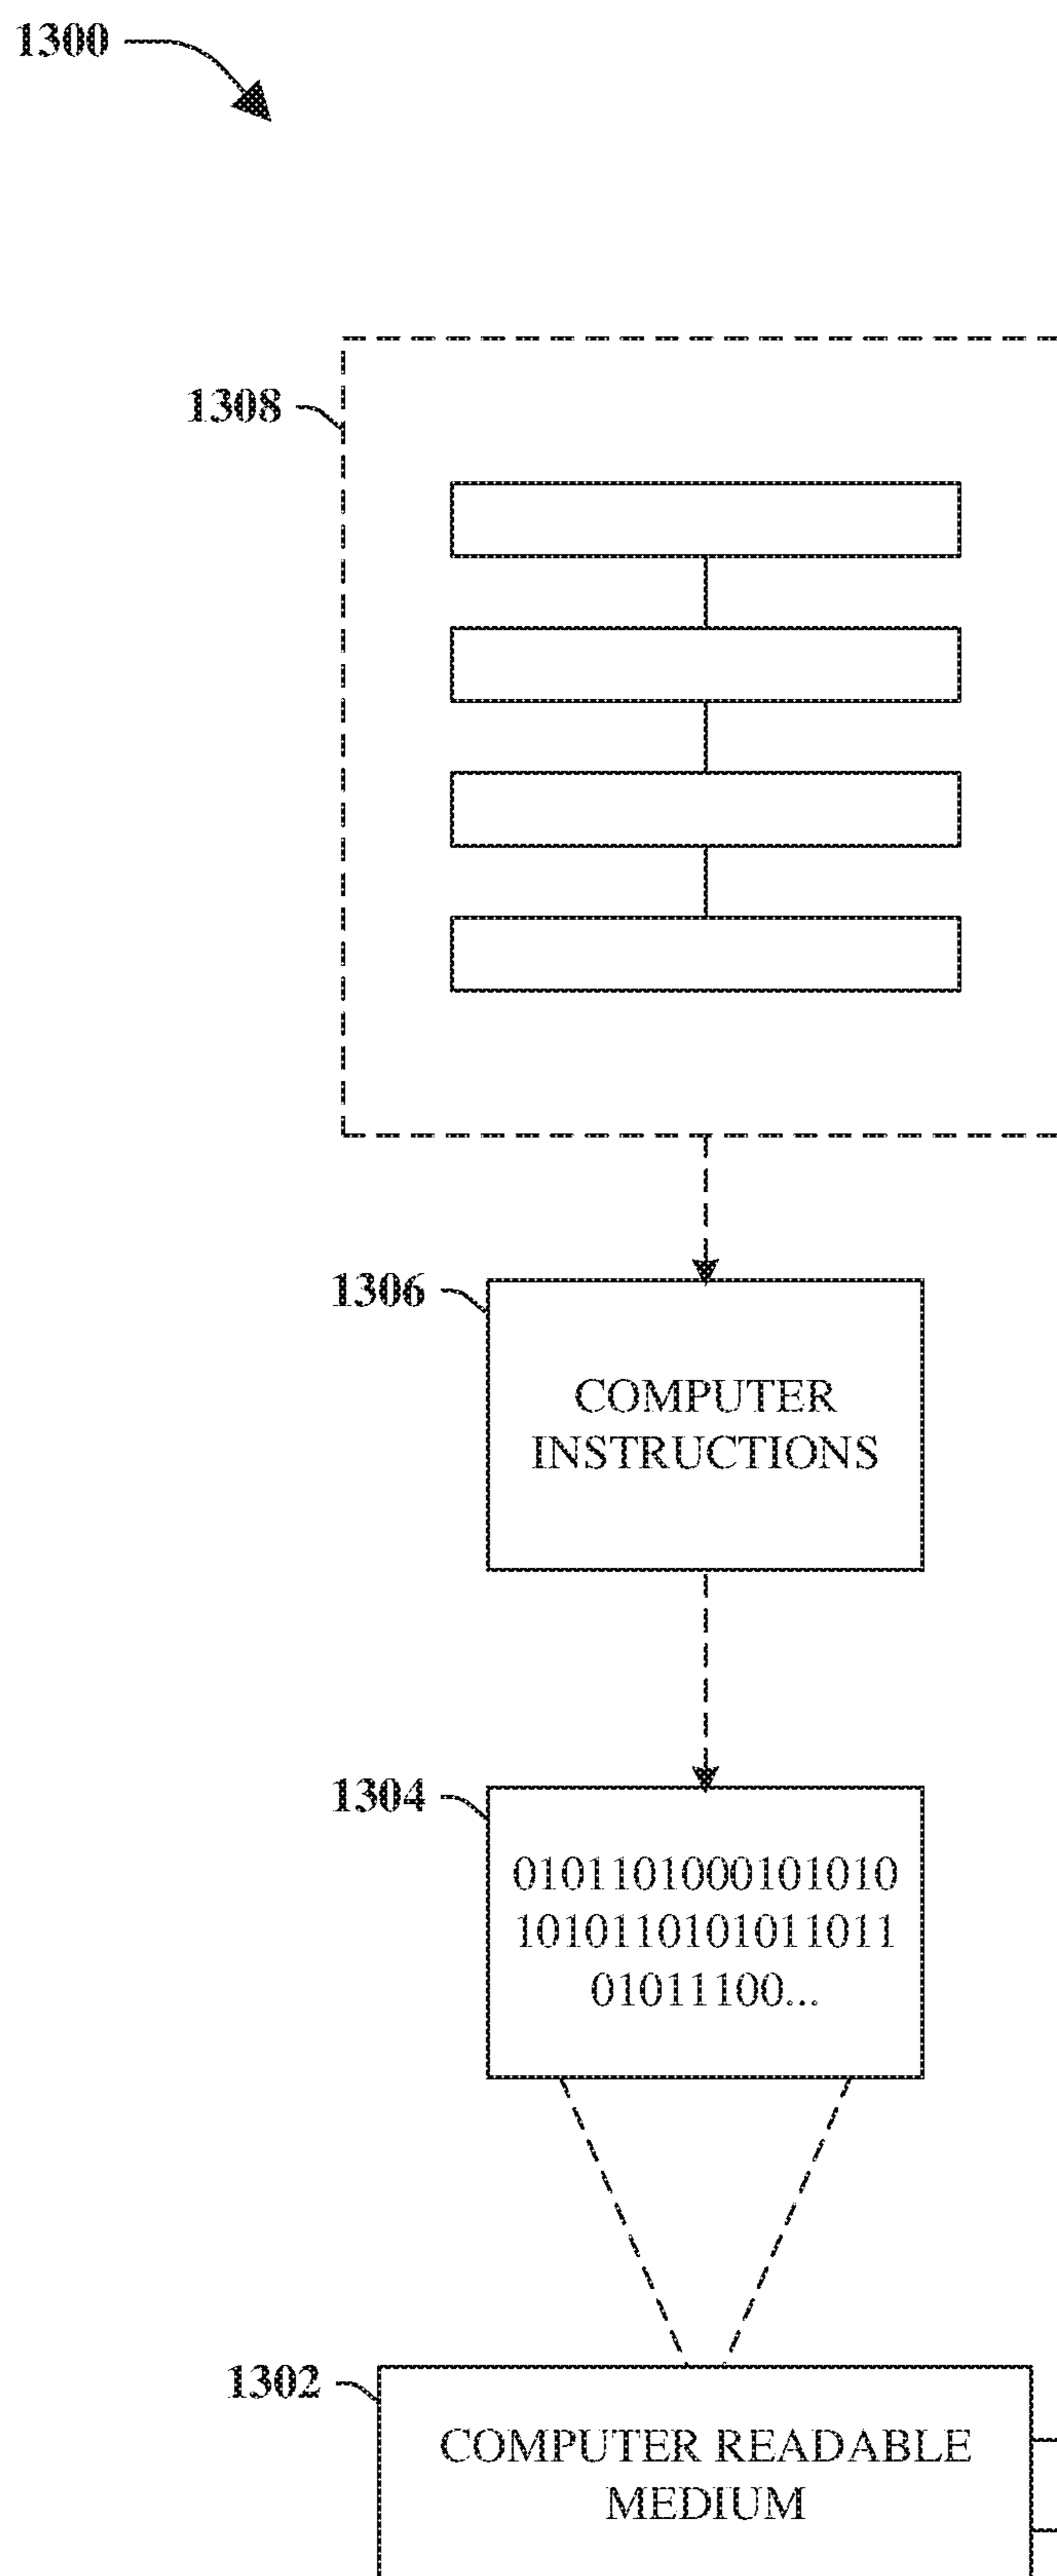 1300
1308
1306
COMPUTER
INSTRUCTIONS
1304
0101101000101010
1010110101011011
01011100...
1302
COMPUTER READABLE
MEDIUM